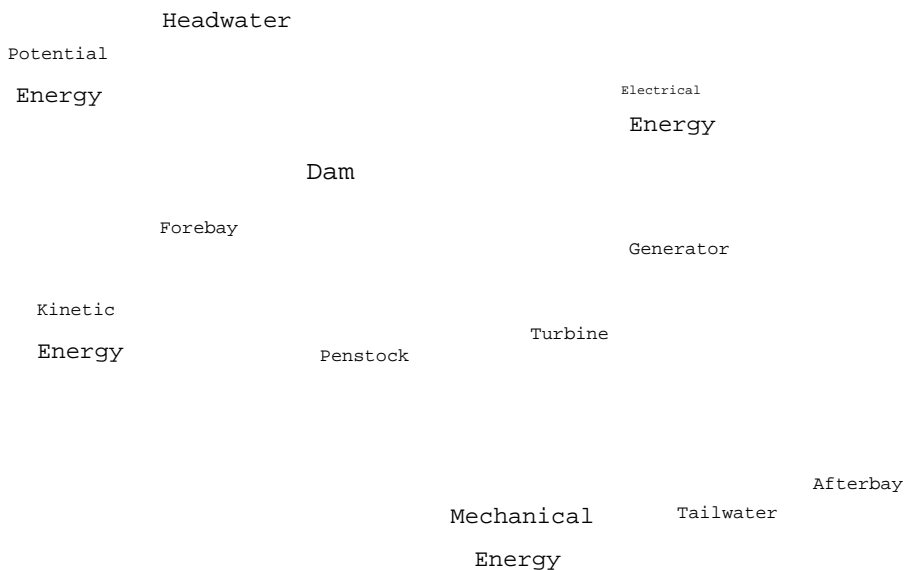 Headwater
Potential
Energy
Electrical
Energy
Dam
Forebay
Generator
Kinetic
Energy
Turbine
Penstock
Afterbay
Tailwater
Mechanical
Energy